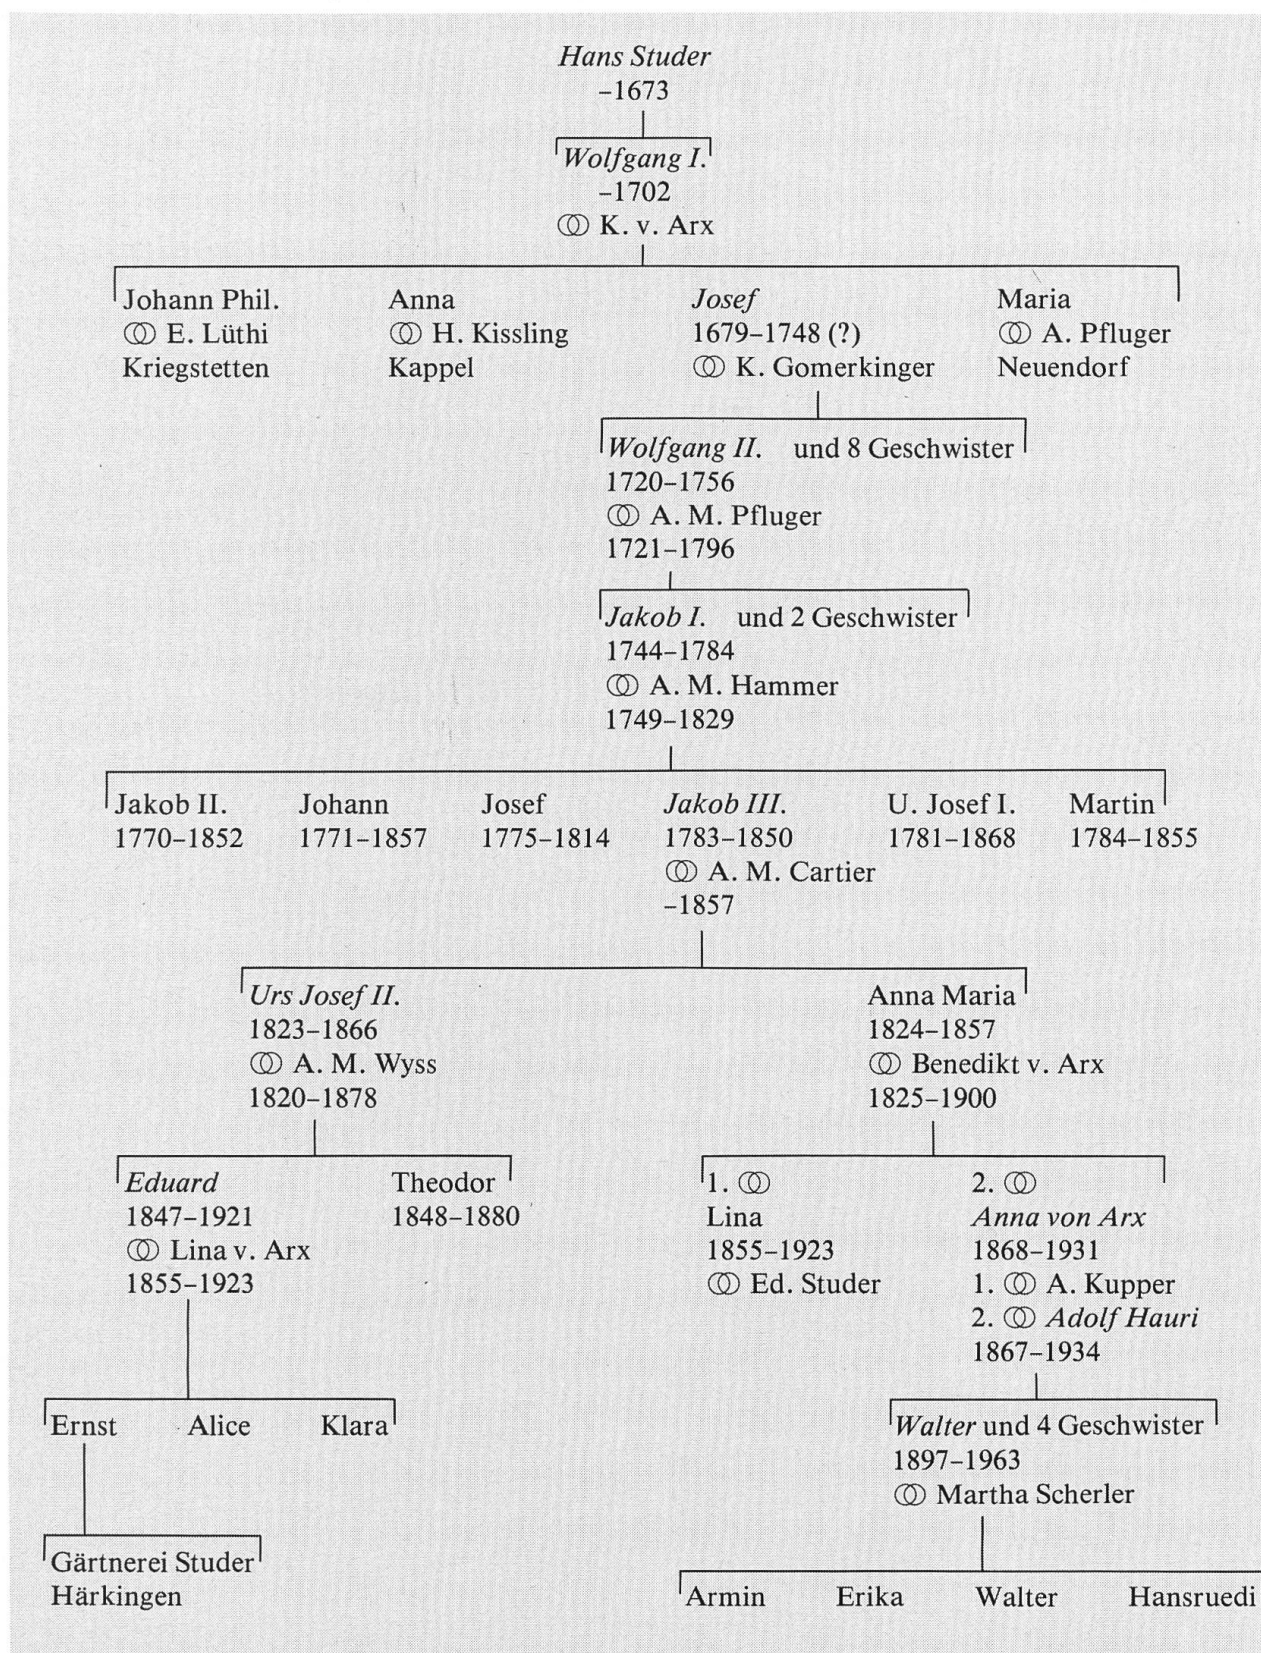 Hans Studer
–1673
Wolfgang I.
–1702
⚭ K. v. Arx
Johann Phil. Anna Josef Maria
⚭ E. Lüthi ⚭ H. Kissling 1679–1748 (?) ⚭ A. Pfluger
Kriegstetten Kappel ⚭ K. Gomerkinger Neuendorf
Wolfgang II. und 8 Geschwister
1720–1756
⚭ A. M. Pfluger
1721–1796
Jakob I. und 2 Geschwister
1744–1784
⚭ A. M. Hammer
1749–1829
Jakob II. Johann Josef Jakob III. U. Josef I. Martin
1770–1852 1771–1857 1775–1814 1783–1850 1781–1868 1784–1855
⚭ A. M. Cartier
–1857
Urs Josef II. Anna Maria
1823–1866 1824–1857
⚭ A. M. Wyss ⚭ Benedikt v. Arx
1820–1878 1825–1900
Eduard Theodor 1. ⚭ 2. ⚭
1847–1921 1848–1880 Lina Anna von Arx
⚭ Lina v. Arx 1855–1923 1868–1931
1855–1923 ⚭ Ed. Studer 1. ⚭ A. Kupper
2. ⚭ Adolf Hauri
1867–1934
Ernst Alice Klara Walter und 4 Geschwister
1897–1963
⚭ Martha Scherler
Gärtnerei Studer
Härkingen Armin Erika Walter Hansruedi